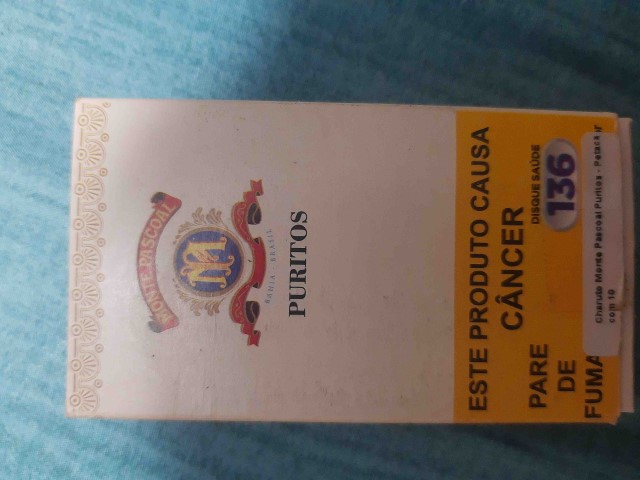 MONTE PASCOAL
BAHIA BRASIL
PURITOS
ESTE PRODUTO CAUSA
CÂNCER
PARE
DE
FUMA
DISQUE SAÚDE
136
Charuto Monte Pascoal Puritos - Petaca
com 10